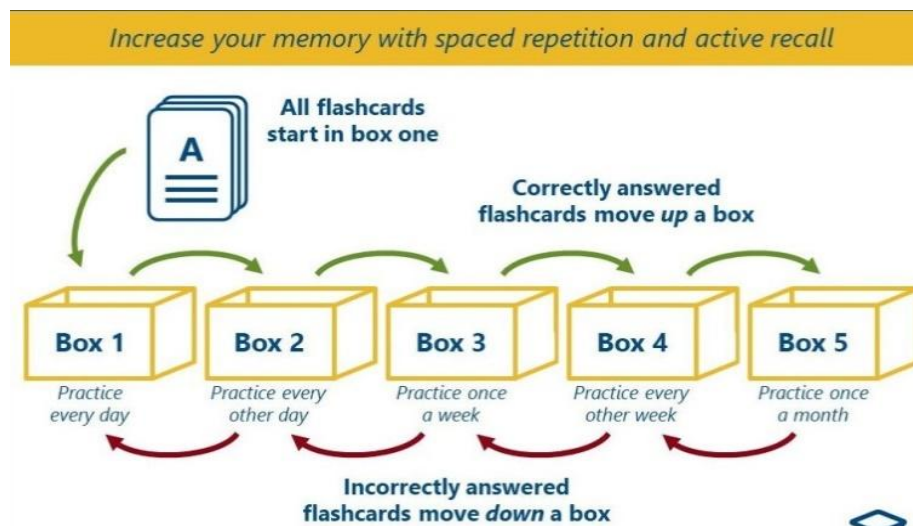 Increase your memory with spaced repetition and active recall
All flashcards
start in box one
A
Correctly answered
flashcards move up a box
Box 1
Box 2
Box 3
Box 4
Box 5
Practice
every day
Practice every
other day
Practice once
a week
Practice every
other week
Practice once
a month
Incorrectly answered
flashcards move down a box